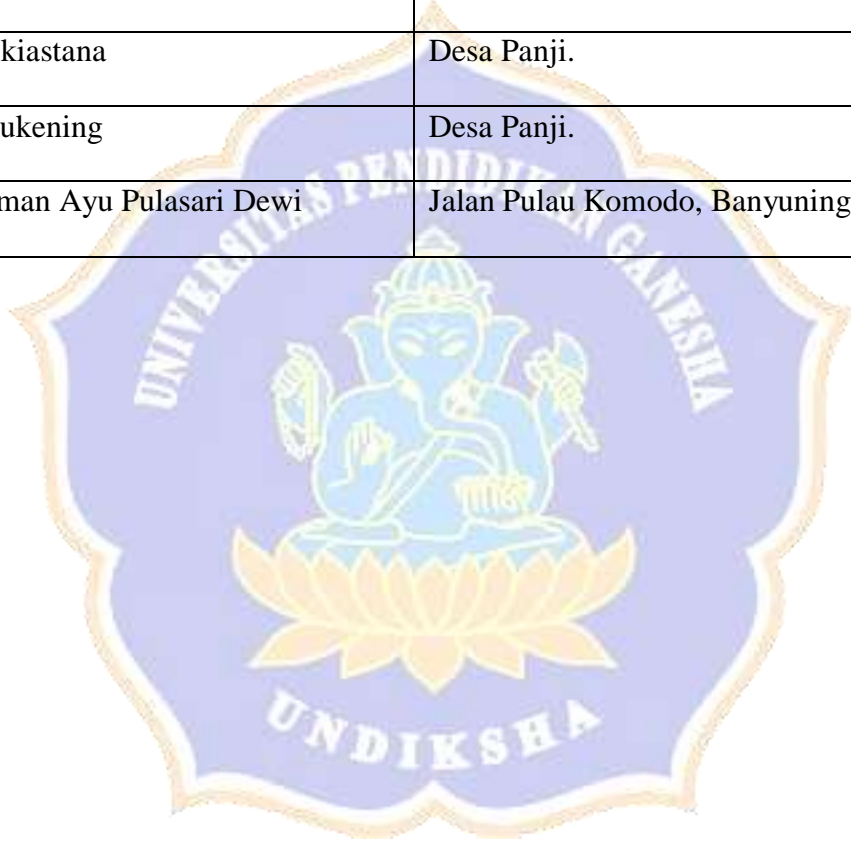 kiastana Desa Panji.
ukening Desa Panji.
man Ayu Pulasari Dewi Jalan Pulau Komodo, Banyuning
UNIVERSITAS PENDIDIKAN GANESHA
UNDIKSHA